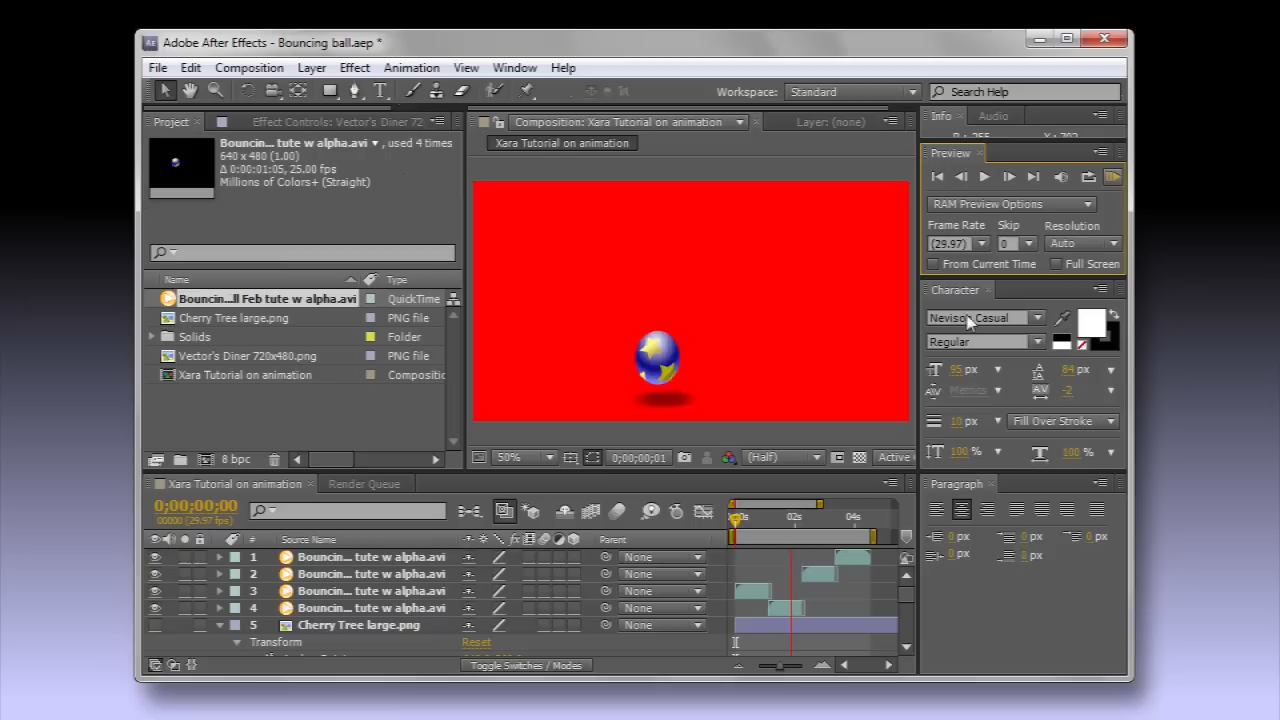 Adobe After Effects - Bouncing ball.aep *
File Edit Composition Layer Effect Animation View Window Help
Workspace: Standard Search Help
Project Effect Controls: Vector's Diner 72
Bouncin... tute w alpha.avi ▼ , used 4 times
640 x 480 (1.00)
Δ 0:00:01:05, 25.00 fps
Millions of Colors+ (Straight)
Name Type
Bouncin...ll Feb tute w alpha.avi QuickTime
Cherry Tree large.png PNG file
Solids Folder
Vector's Diner 720x480.png PNG file
Xara Tutorial on animation Compositic
8 bpc
Composition: Xara Tutorial on animation Layer: (none)
Xara Tutorial on animation
50% 0;00;00;01 (Half) Active
Info Audio
Preview
RAM Preview Options
Frame Rate Skip Resolution
(29.97) 0 Auto
From Current Time Full Screen
Character
Regular
95 px 84 px
Metrics -2
10 px Fill Over Stroke
100 % 100 %
Paragraph
0 px 0 px 0 px
0 px 0 px
Xara Tutorial on animation Render Queue
0;00;00;00
00000 (29.97 fps)
02s 04s
# Source Name Parent
1 Bouncin... tute w alpha.avi None
2 Bouncin... tute w alpha.avi None
3 Bouncin... tute w alpha.avi None
4 Bouncin... tute w alpha.avi None
5 Cherry Tree large.png None
Transform Reset
Toggle Switches / Modes